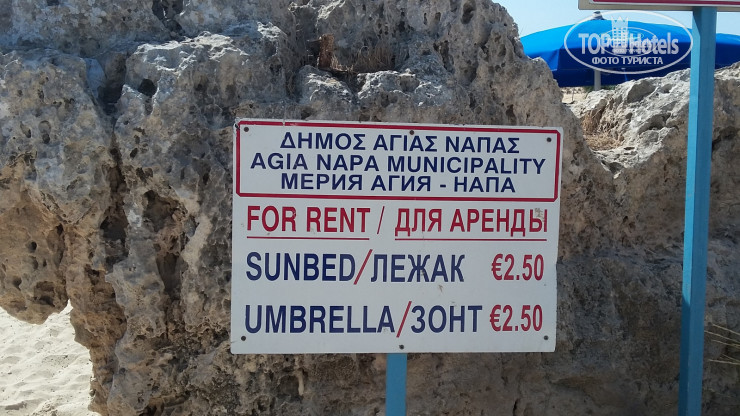 TOP Hotels
ФОТО ТУРИСТА
ΔΗΜΟΣ ΑΓΙΑΣ ΝΑΠΑΣ
AGIA NAPA MUNICIPALITY
МЕРИЯ АГИЯ - НАПА
FOR RENT / ДЛЯ АРЕНДЫ
SUNBED/ЛЕЖАК €2.50
UMBRELLA/ЗОНТ €2.50